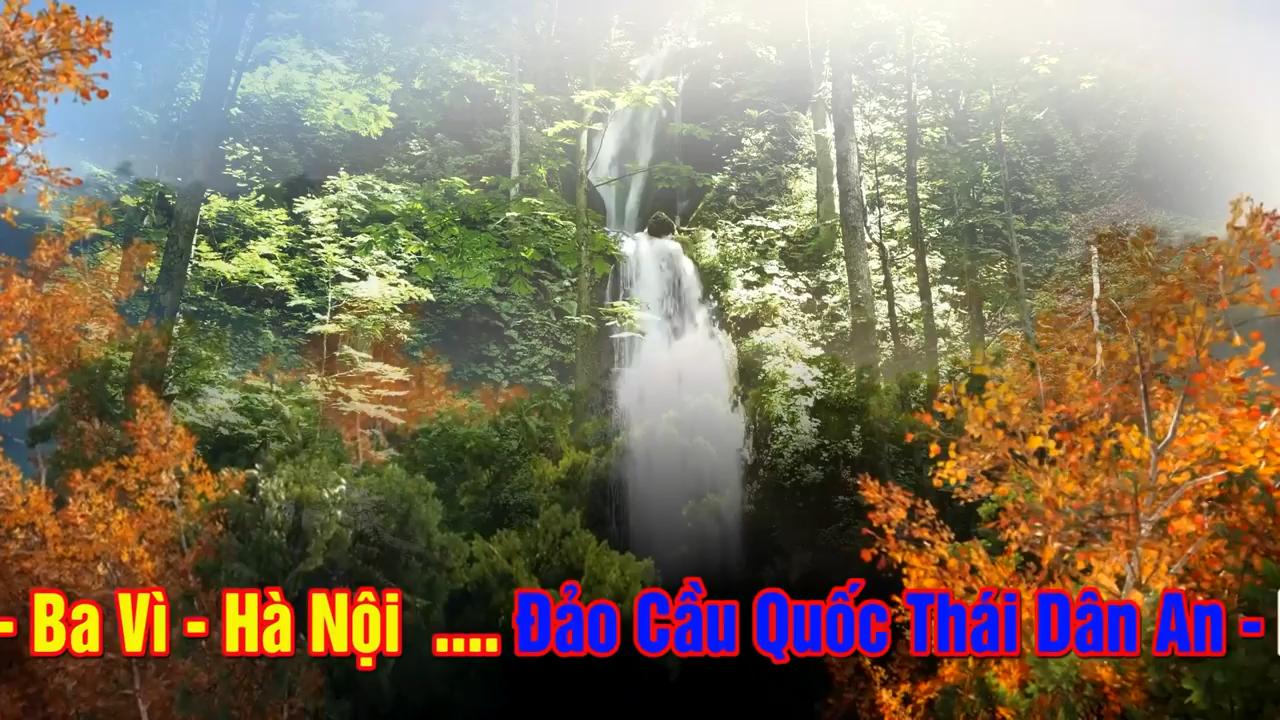 - Ba Vì - Hà Nội .... Đảo Cầu Quốc Thái Dân An -